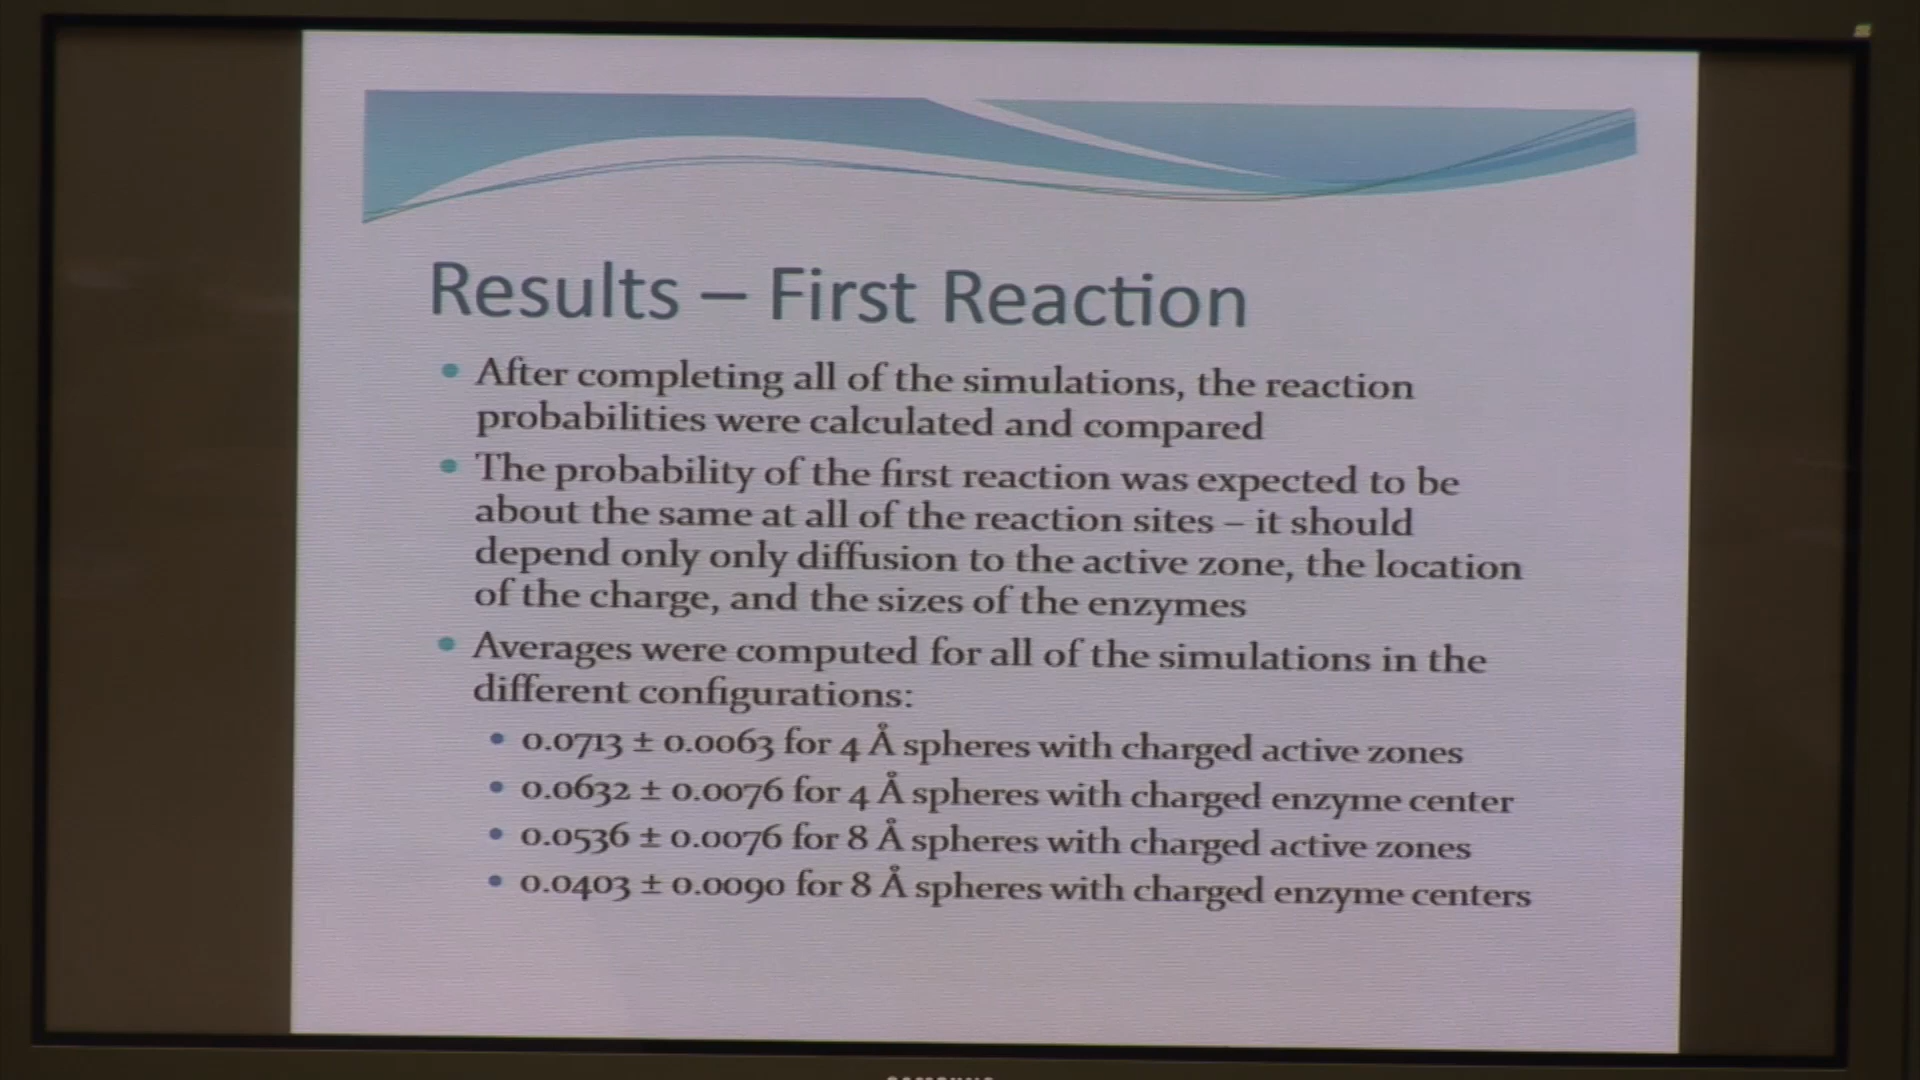 Results – First Reaction
• After completing all of the simulations, the reaction
probabilities were calculated and compared
• The probability of the first reaction was expected to be
about the same at all of the reaction sites – it should
depend only only diffusion to the active zone, the location
of the charge, and the sizes of the enzymes
• Averages were computed for all of the simulations in the
different configurations:
• 0.0713 ± 0.0063 for 4 Å spheres with charged active zones
• 0.0632 ± 0.0076 for 4 Å spheres with charged enzyme center
• 0.0536 ± 0.0076 for 8 Å spheres with charged active zones
• 0.0403 ± 0.0090 for 8 Å spheres with charged enzyme centers